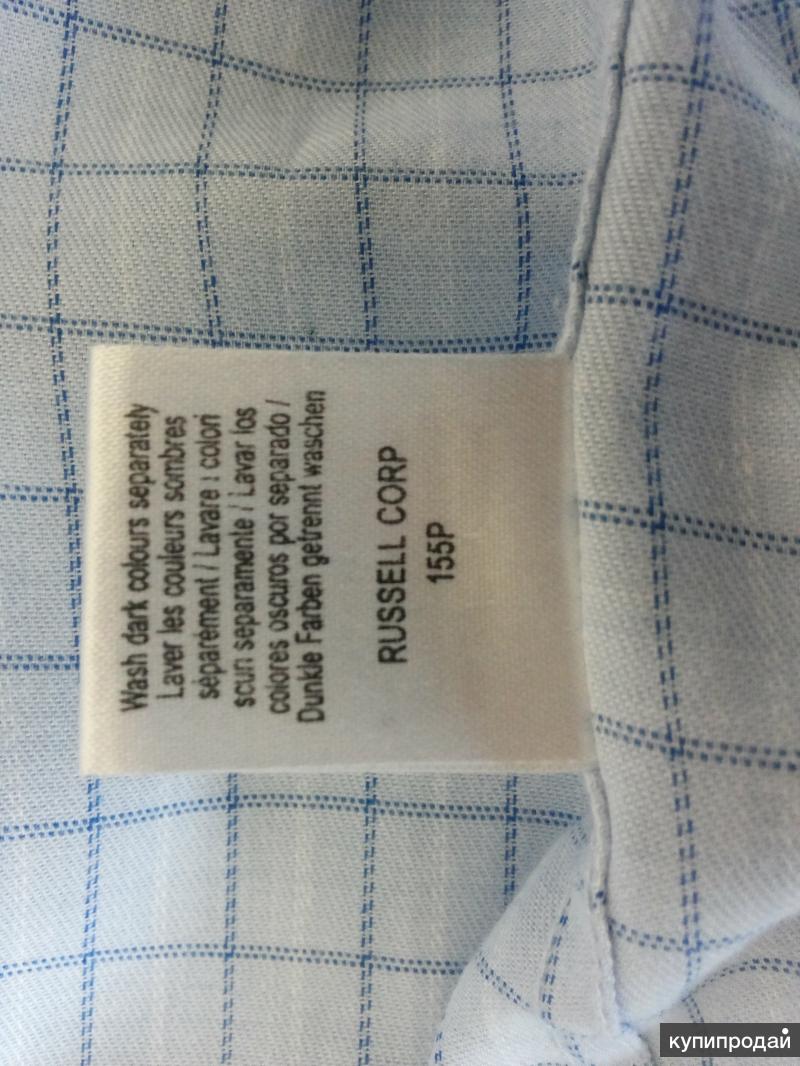 Wash dark colours separately
Laver les couleurs sombres
séparément / Lavare i colori
scuri separamente / Lavar los
colores oscuros por separado /
Dunkle Farben getrennt waschen
RUSSELL CORP
155P
купипродай